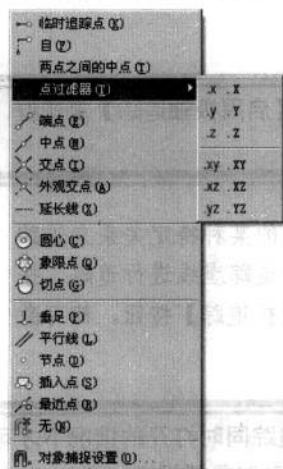 临时追踪点(K)
自(F)
两点之间的中点(T)
点过滤器(T)
.X .X
.y .Y
.z .Z
.xy .XY
.xz .XZ
.yz .YZ
端点(E)
中点(M)
交点(I)
外观交点(A)
延长线(X)
圆心(C)
象限点(Q)
切点(G)
垂足(P)
平行线(L)
节点(D)
插入点(S)
最近点(R)
无(N)
对象捕捉设置(O)...